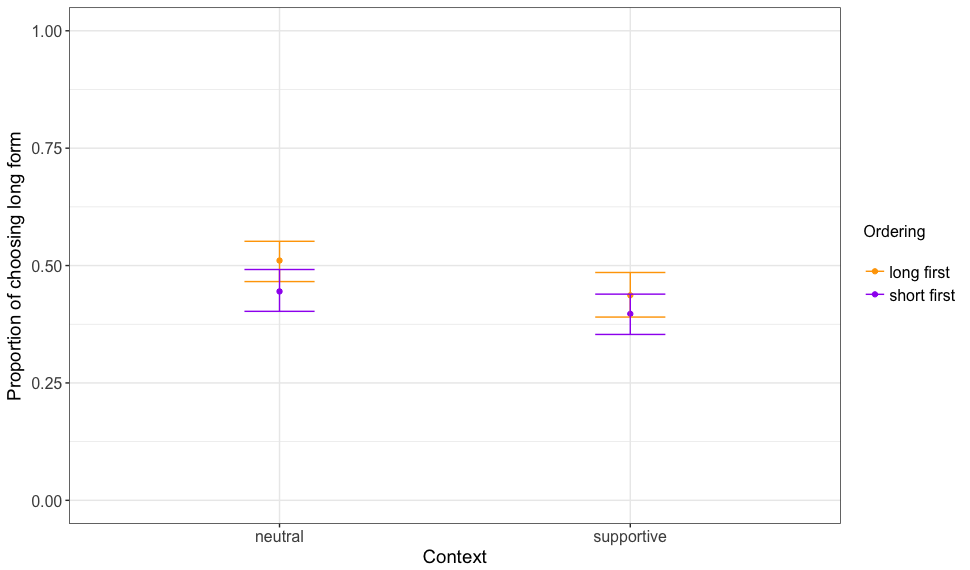 Proportion of choosing long form
1.00
0.75
0.50
0.25
0.00
neutral
supportive
Context
Ordering
long first
short first